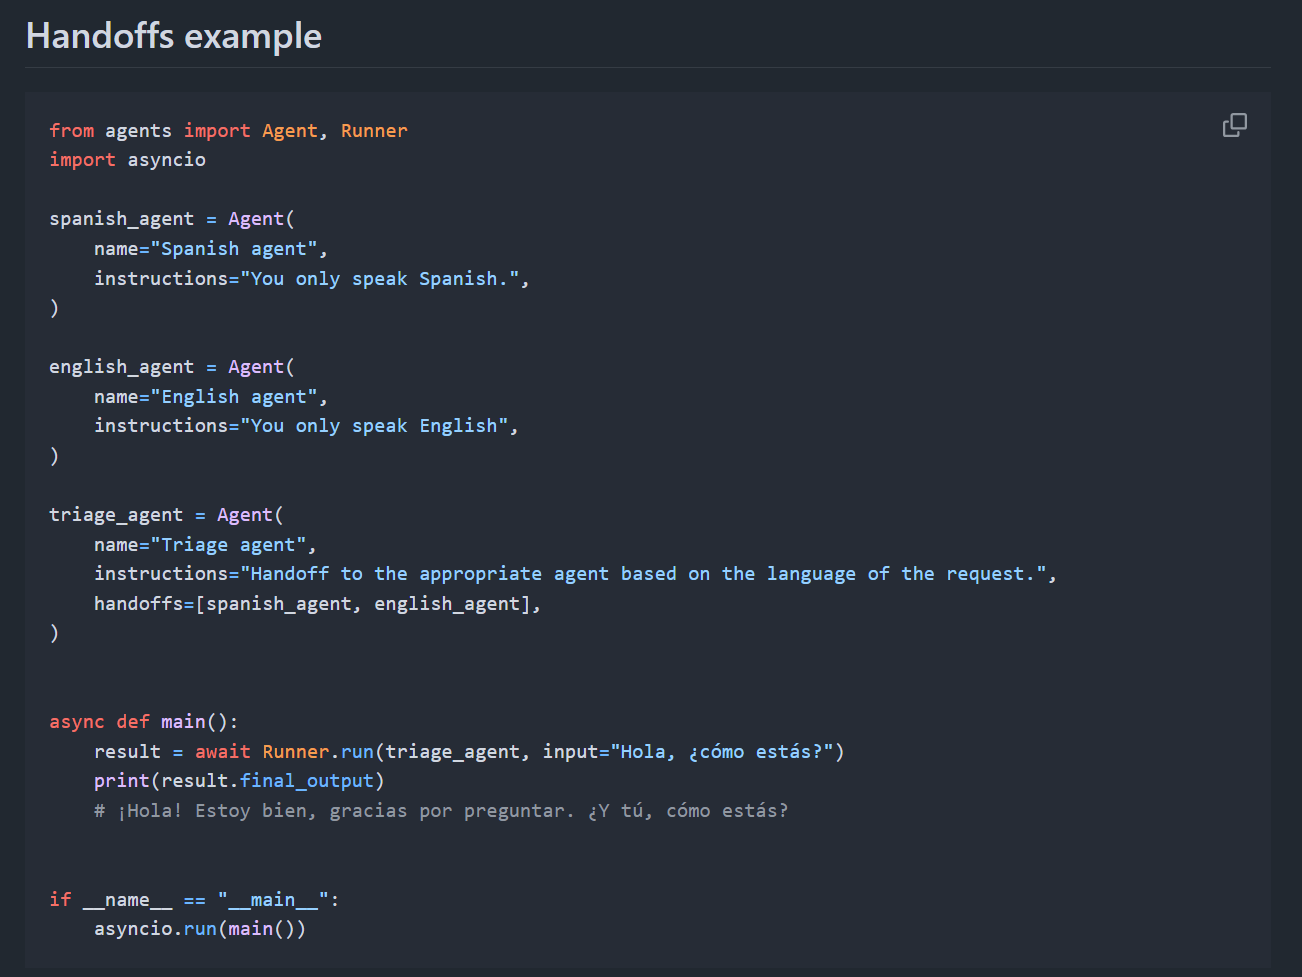 Handoffs example
from agents import Agent, Runner
import asyncio
spanish_agent = Agent(
    name="Spanish agent",
    instructions="You only speak Spanish.",
)
english_agent = Agent(
    name="English agent",
    instructions="You only speak English",
)
triage_agent = Agent(
    name="Triage agent",
    instructions="Handoff to the appropriate agent based on the language of the request.",
    handoffs=[spanish_agent, english_agent],
)
async def main():
    result = await Runner.run(triage_agent, input="Hola, ¿cómo estás?")
    print(result.final_output)
    # ¡Hola! Estoy bien, gracias por preguntar. ¿Y tú, cómo estás?
if __name__ == "__main__":
    asyncio.run(main())